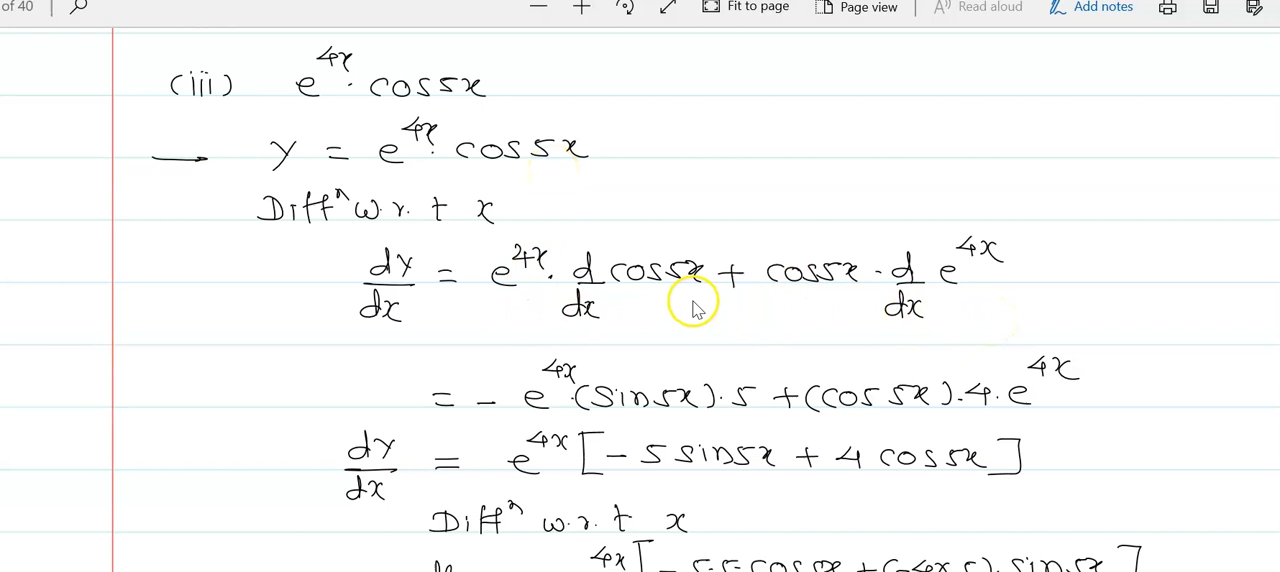 of 40 Fit to page Page view Read aloud Add notes
(iii) e^4x · cos5x
→ y = e^4x · cos5x
Diffⁿ w.r.t x
dy/dx = e^4x · d/dx cos5x + cos5x · d/dx e^4x
= - e^4x · (sin5x) · 5 + (cos5x) · 4 · e^4x
dy/dx = e^4x [- 5 sin5x + 4 cos5x]
Diffⁿ w.r.t x